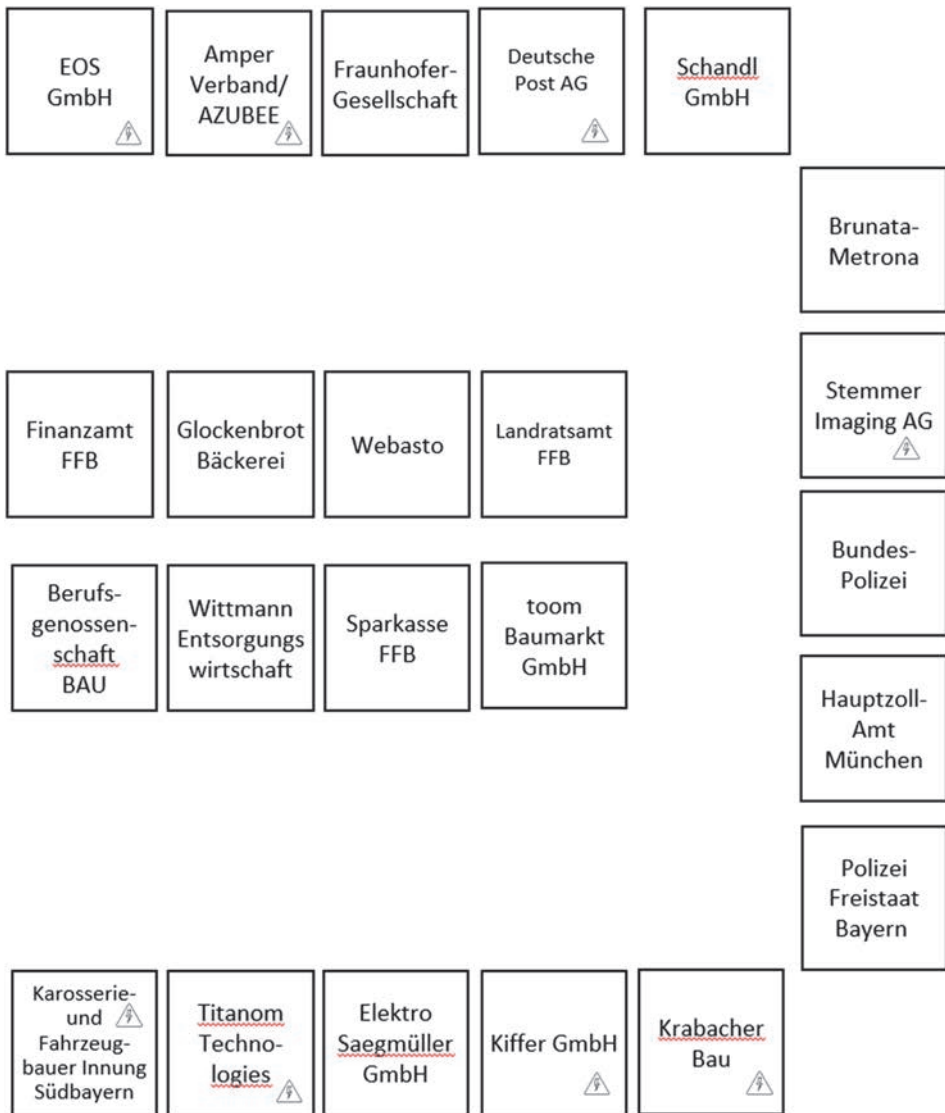 EOS
GmbH
Amper
Verband/
AZUBEE
Fraunhofer-
Gesellschaft
Deutsche
Post AG
Schandl
GmbH
Brunata-
Metrona
Stemmer
Imaging AG
Finanzamt
FFB
Glockenbrot
Bäckerei
Webasto
Landratsamt
FFB
Bundes-
Polizei
Berufs-
genossen-
schaft
BAU
Wittmann
Entsorgungs
wirtschaft
Sparkasse
FFB
toom
Baumarkt
GmbH
Hauptzoll-
Amt
München
Polizei
Freistaat
Bayern
Karosserie-
und
Fahrzeug-
bauer Innung
Südbayern
Titanom
Techno-
logies
Elektro
Saegmüller
GmbH
Kiffer GmbH
Krabacher
Bau